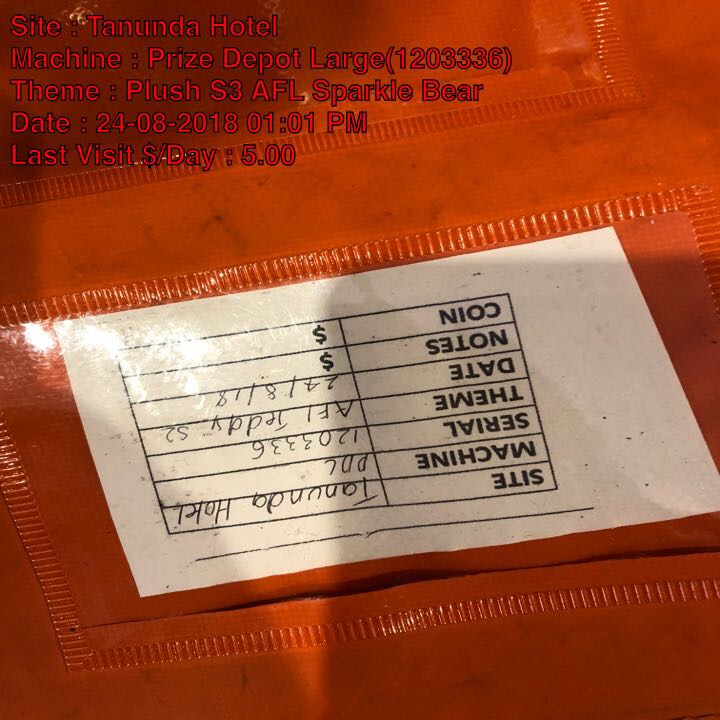 Site : Tanunda Hotel
Machine : Prize Depot Large(1203336)
Theme : Plush S3 AFL Sparkle Bear
Date : 24-08-2018 01:01 PM
Last Visit $/Day : 5.00
SITE Tanunda Hotel
MACHINE PDL
SERIAL 1203336
THEME AFL Teddy S2
DATE 24/8/18
NOTES $
COIN $